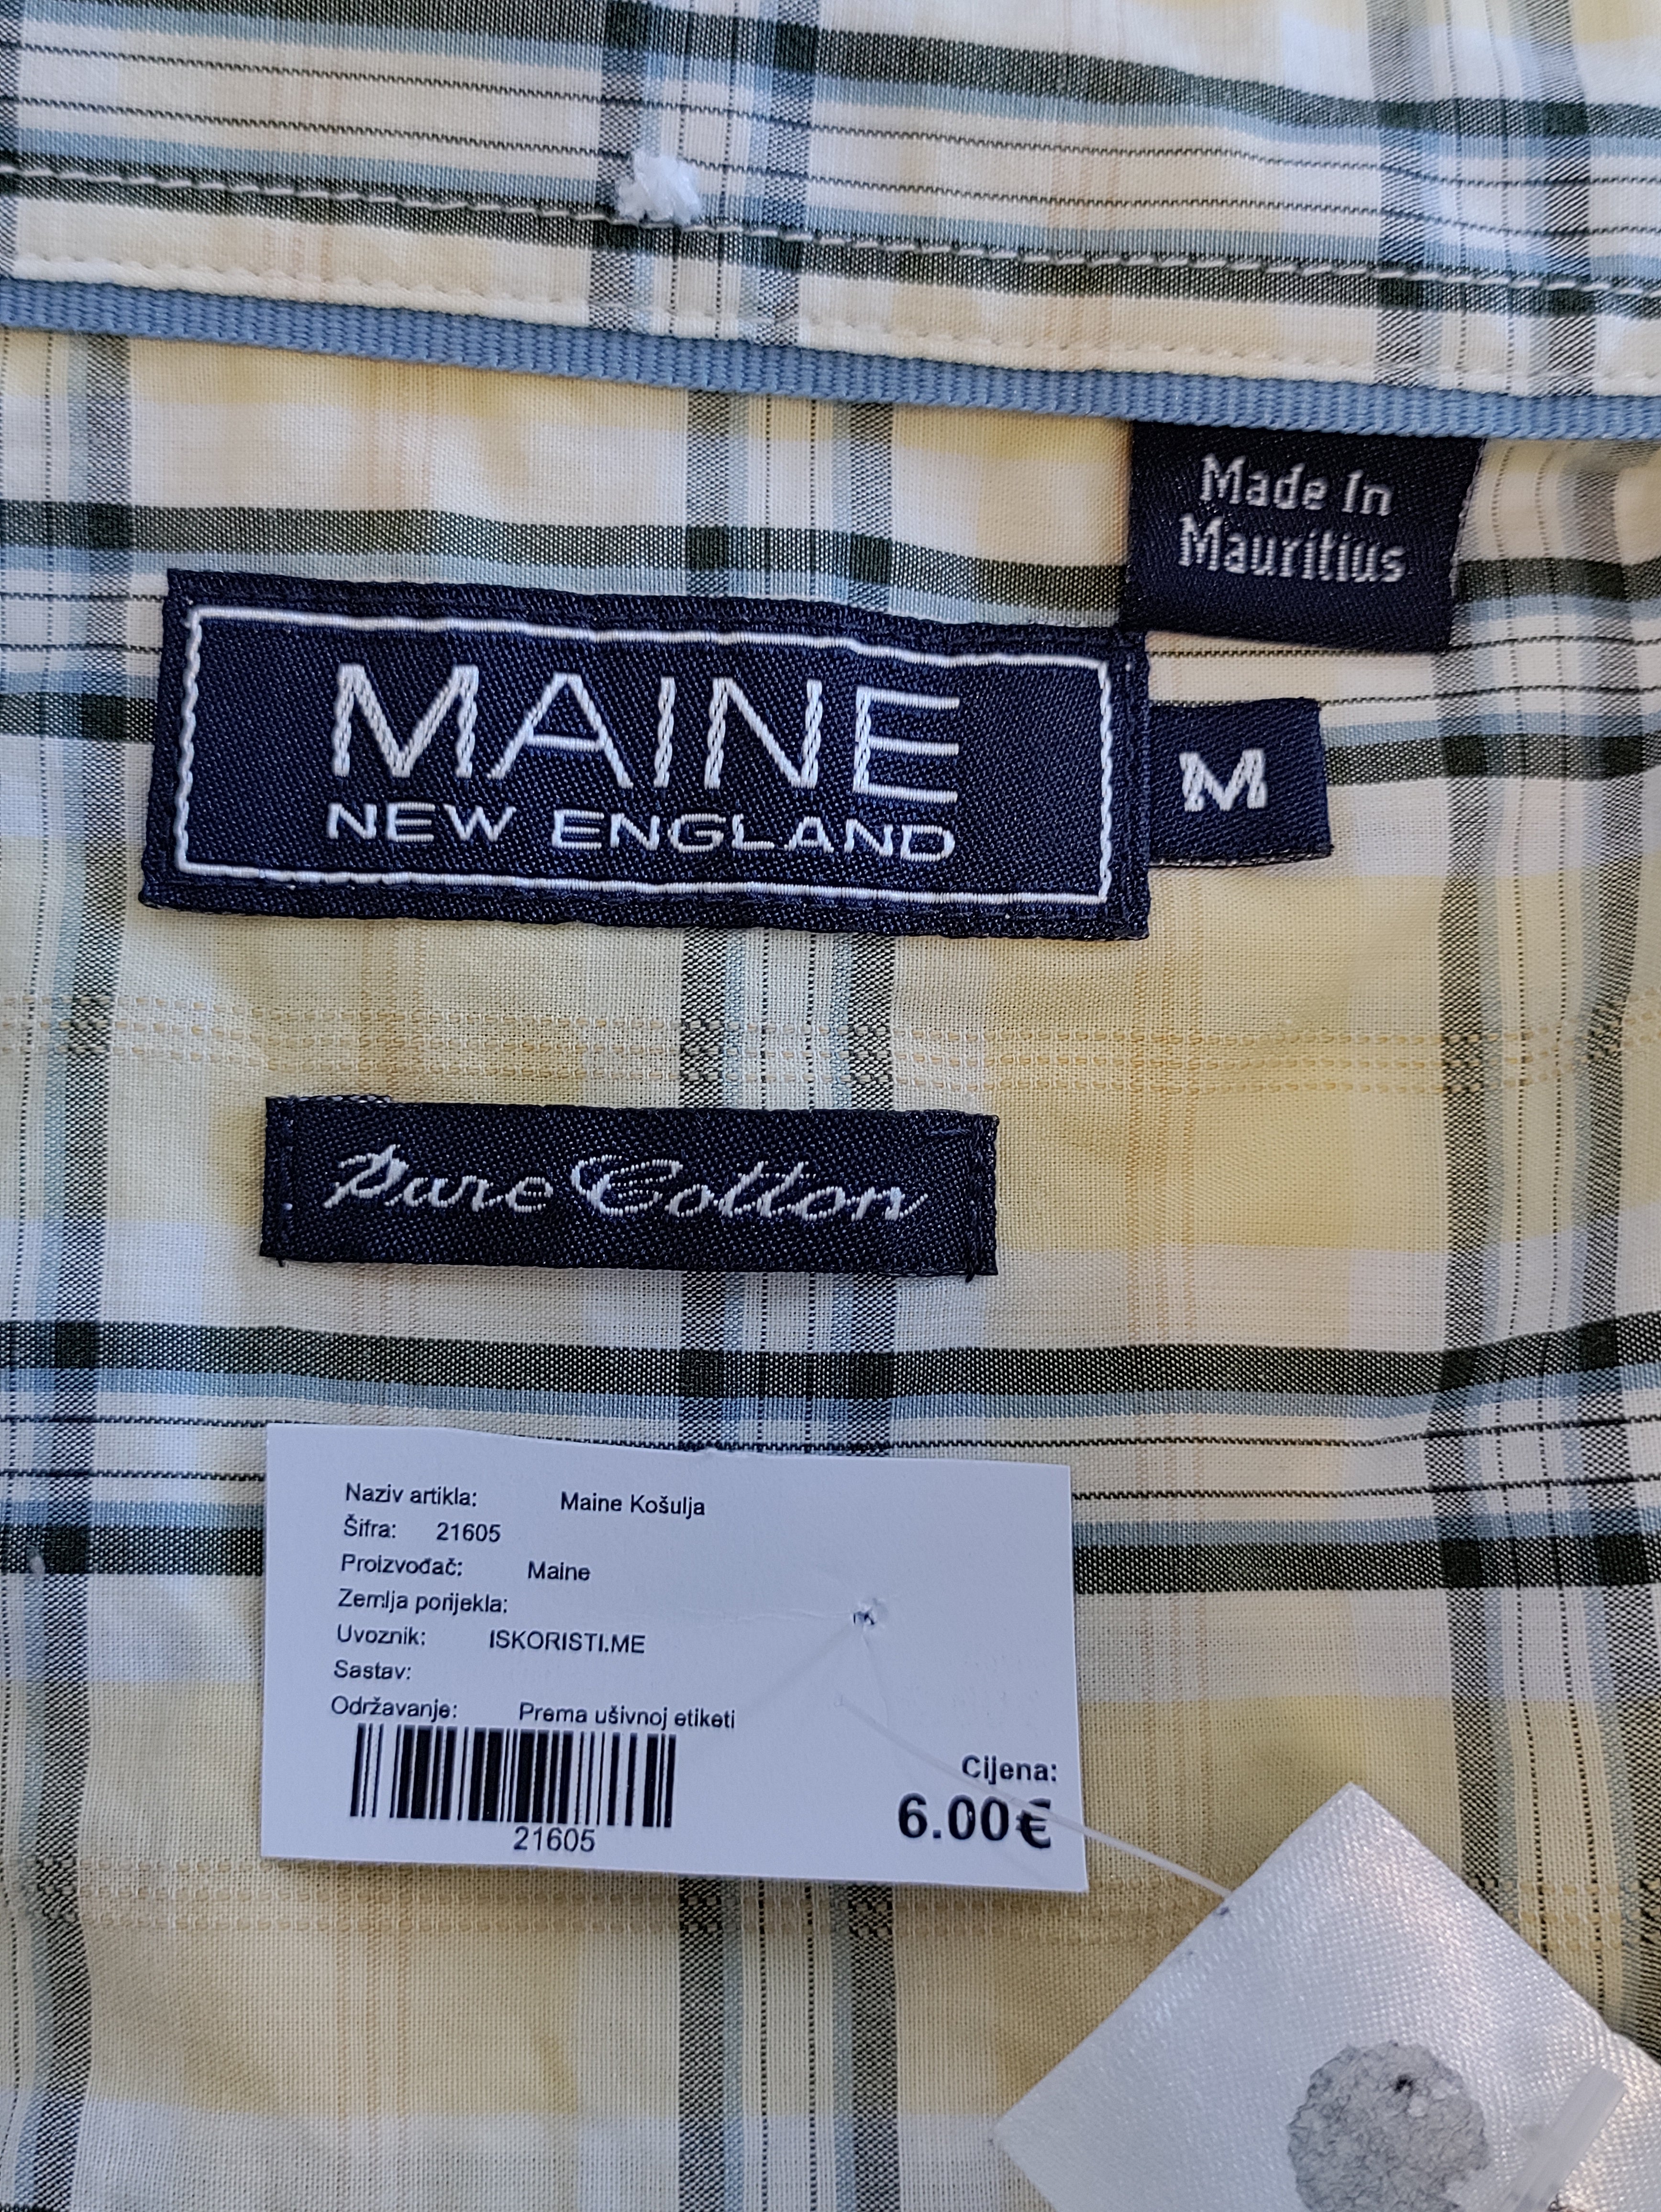 Made In
Mauritius
MAINE
NEW ENGLAND
M
Pure Cotton
Naziv artikla: Maine Košulja
Šifra: 21605
Proizvođač: Maine
Zemlja porijekla:
Uvoznik: ISKORISTI.ME
Sastav:
Održavanje: Prema ušivnoj etiketi
21605
Cijena:
6.00€